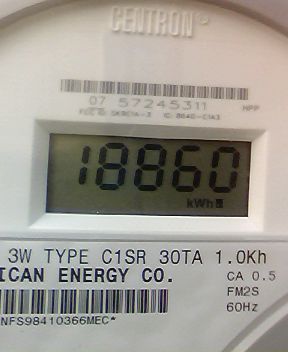 CENTRON
07 57245311 HPP
18860
kWh
3W TYPE C1SR 30TA 1.0Kh
ICAN ENERGY CO. CA 0.5
FM2S
NFS98410366MEC* 60Hz